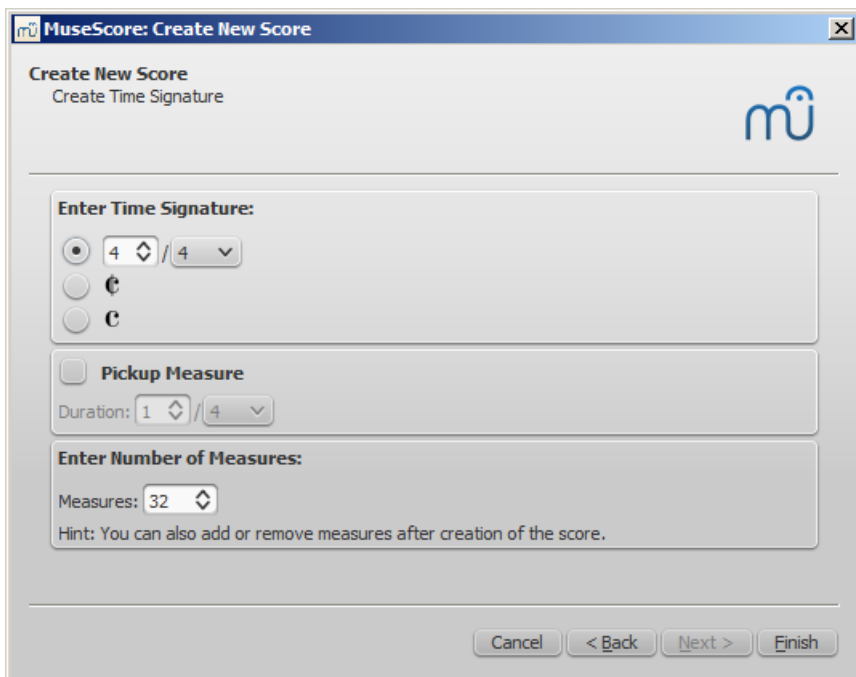 MuseScore: Create New Score
Create New Score
Create Time Signature
mü
Enter Time Signature:
4 / 4
¢
C
Pickup Measure
Duration: 1 / 4
Enter Number of Measures:
Measures: 32
Hint: You can also add or remove measures after creation of the score.
Cancel < Back Next > Finish